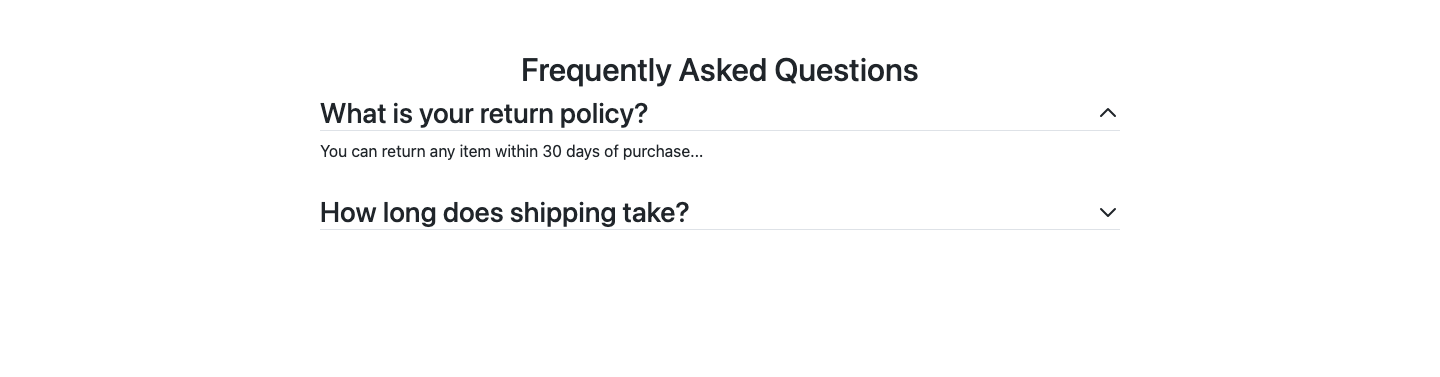 Frequently Asked Questions
What is your return policy?
You can return any item within 30 days of purchase...
How long does shipping take?